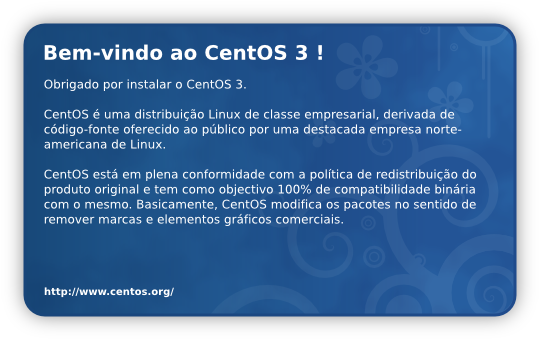 Bem-vindo ao CentOS 3 !
Obrigado por instalar o CentOS 3.
CentOS é uma distribuição Linux de classe empresarial, derivada de
código-fonte oferecido ao público por uma destacada empresa norte-
americana de Linux.
CentOS está em plena conformidade com a política de redistribuição do
produto original e tem como objectivo 100% de compatibilidade binária
com o mesmo. Basicamente, CentOS modifica os pacotes no sentido de
remover marcas e elementos gráficos comerciais.
http://www.centos.org/